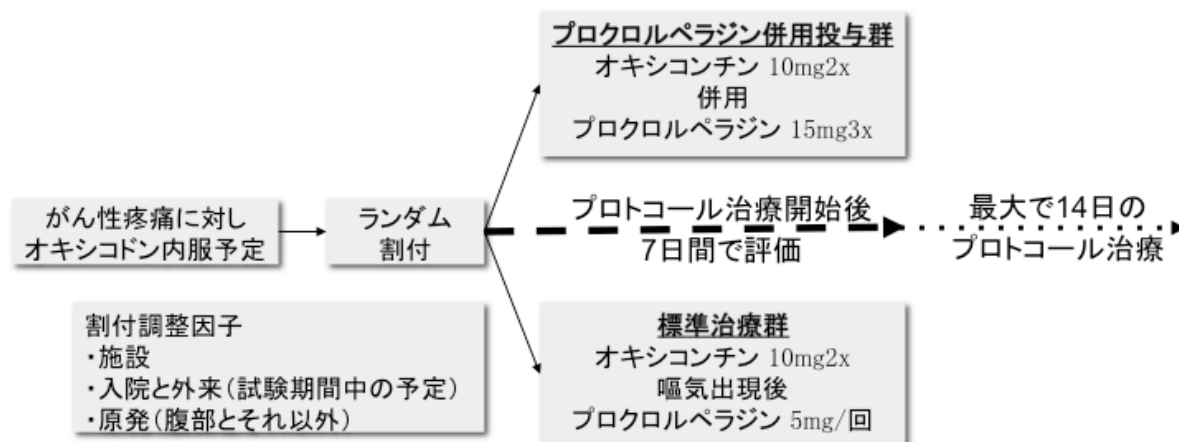 プロクロルペラジン併用投与群
オキシコンチン 10mg2x
併用
プロクロルペラジン 15mg3x
がん性疼痛に対し
オキシコドン内服予定
ランダム
割付
プロトコール治療開始後
7日間で評価
最大で14日の
プロトコール治療
割付調整因子
・施設
・入院と外来(試験期間中の予定)
・原発(腹部とそれ以外)
標準治療群
オキシコンチン 10mg2x
嘔気出現後
プロクロルペラジン 5mg/回